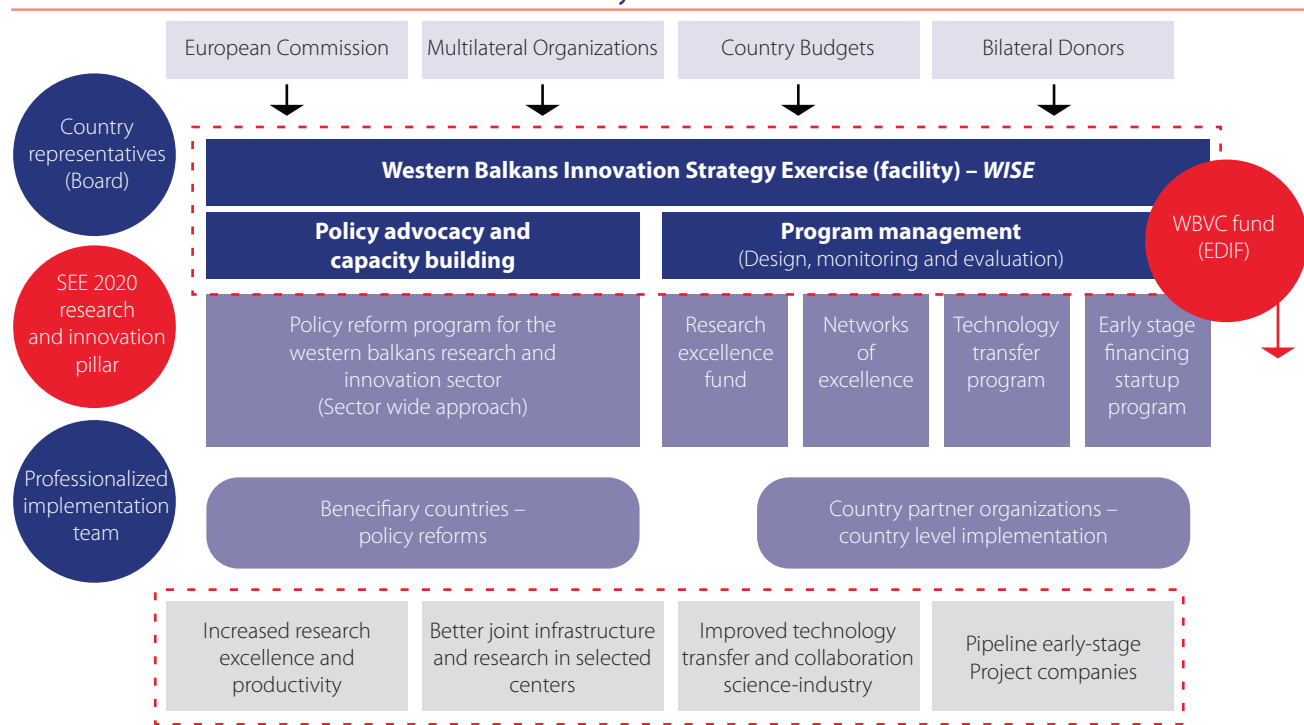 European Commission
Multilateral Organizations
Country Budgets
Bilateral Donors
Country
representatives
(Board)
Western Balkans Innovation Strategy Exercise (facility) – WISE
Policy advocacy and
capacity building
Program management
(Design, monitoring and evaluation)
WBVC fund
(EDIF)
SEE 2020
research
and innovation
pillar
Policy reform program for the
western balkans research and
innovation sector
(Sector wide approach)
Research
excellence
fund
Networks
of
excellence
Technology
transfer
program
Early stage
financing
startup
program
Professionalized
implementation
team
Benecifiary countries –
policy reforms
Country partner organizations –
country level implementation
Increased research
excellence and
productivity
Better joint infrastructure
and research in selected
centers
Improved technology
transfer and collaboration
science-industry
Pipeline early-stage
Project companies